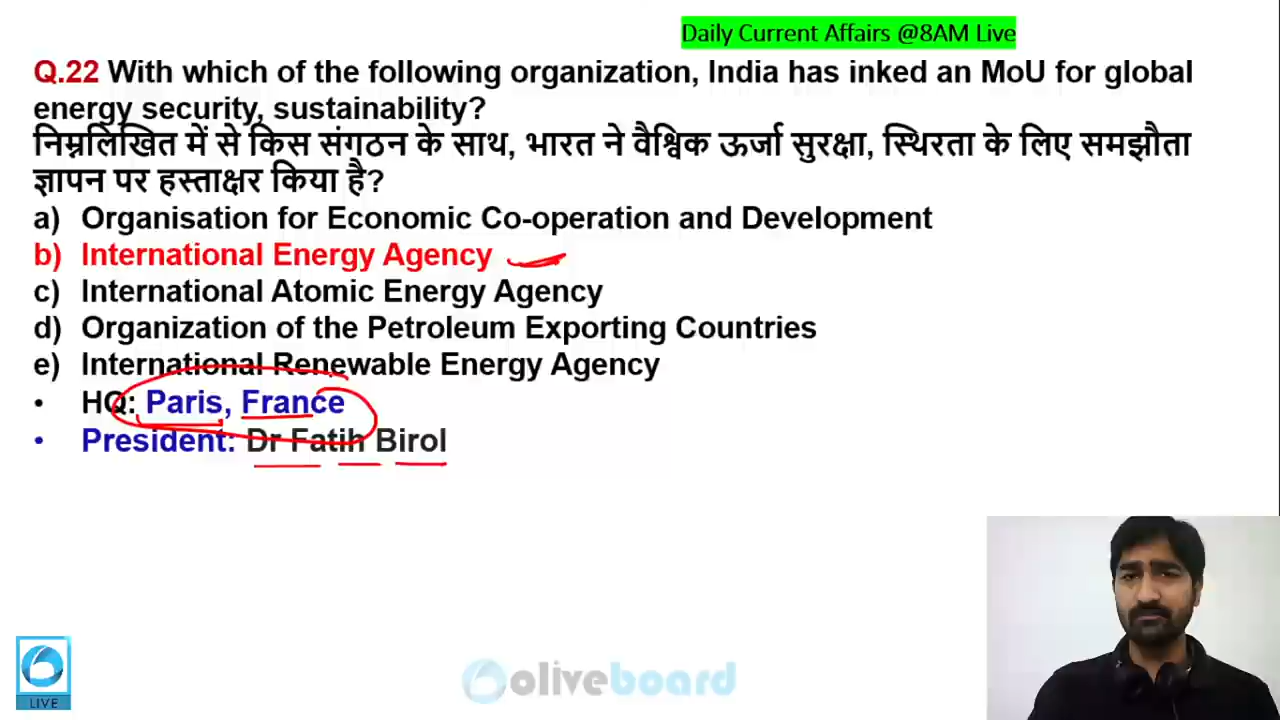 Daily Current Affairs @8AM Live
Q.22 With which of the following organization, India has inked an MoU for global
energy security, sustainability?
निम्नलिखित में से किस संगठन के साथ, भारत ने वैश्विक ऊर्जा सुरक्षा, स्थिरता के लिए समझौता
ज्ञापन पर हस्ताक्षर किया है?
a) Organisation for Economic Co-operation and Development
b) International Energy Agency
c) International Atomic Energy Agency
d) Organization of the Petroleum Exporting Countries
e) International Renewable Energy Agency
• HQ: Paris, France
• President: Dr Fatih Birol
LIVE
oliveboard